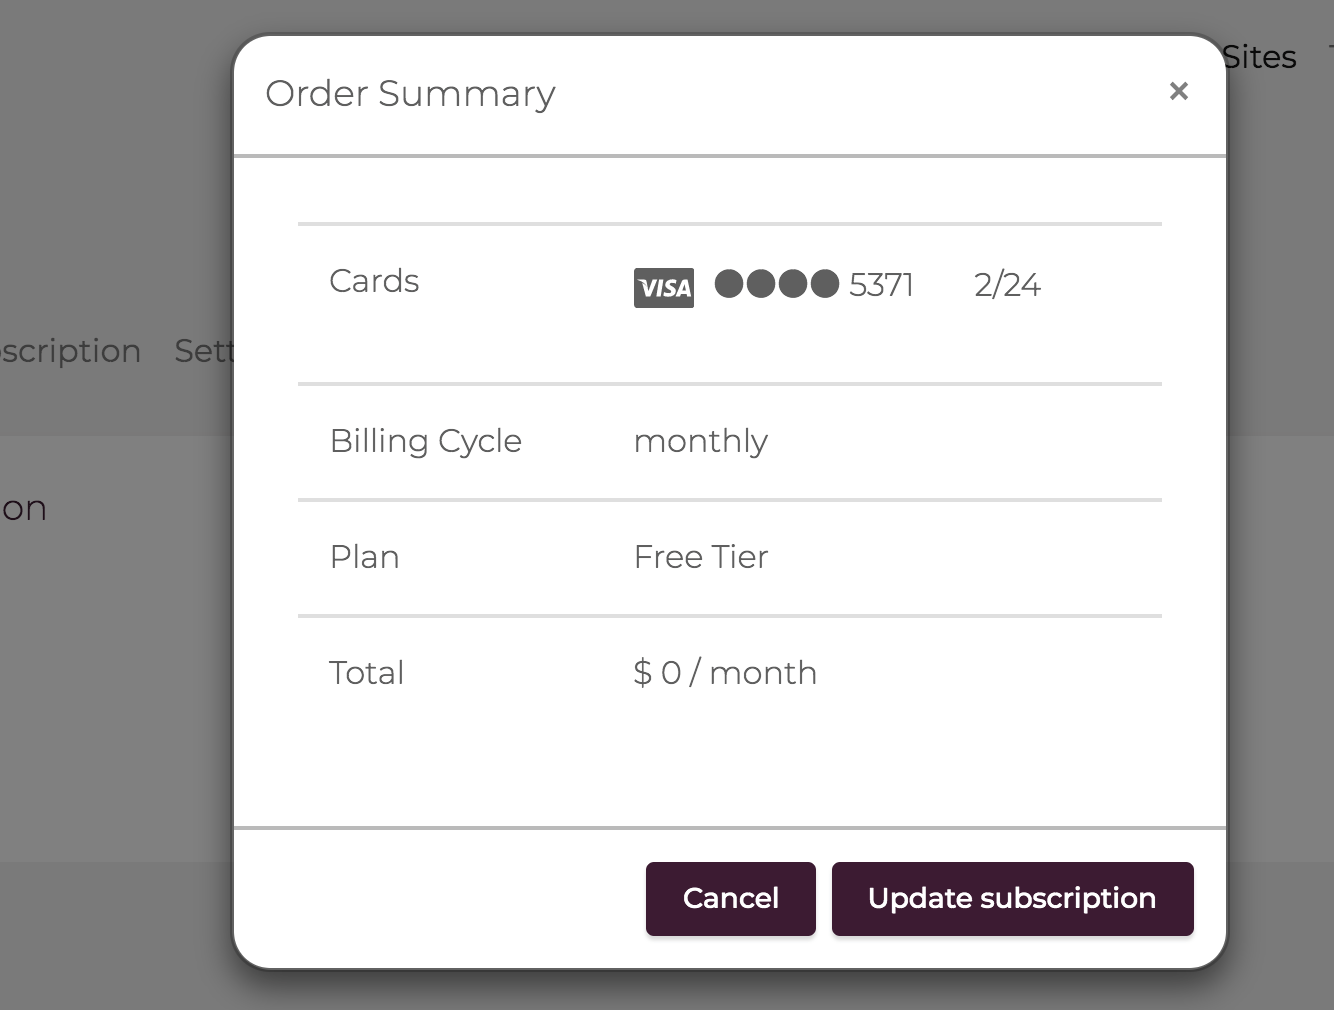 Sites
Order Summary ×
Cards VISA ●●●● 5371 2/24
scription Sett
Billing Cycle monthly
on
Plan Free Tier
Total $ 0 / month
Cancel Update subscription